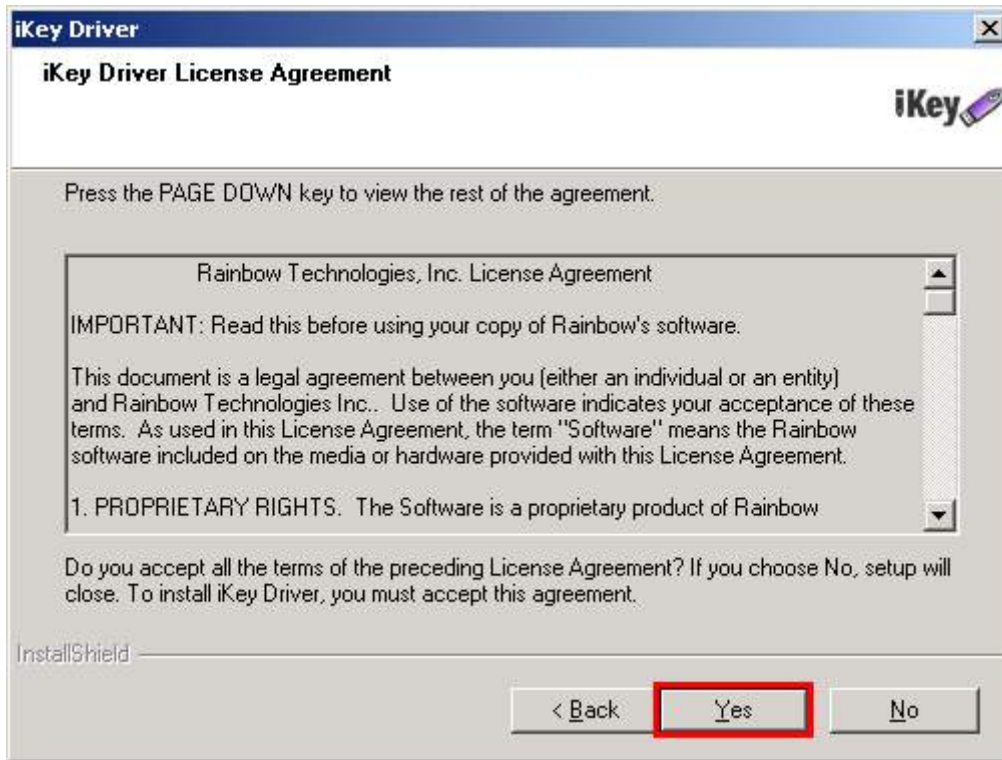 iKey Driver
iKey Driver License Agreement
iKey
Press the PAGE DOWN key to view the rest of the agreement.
Rainbow Technologies, Inc. License Agreement
IMPORTANT: Read this before using your copy of Rainbow's software.
This document is a legal agreement between you (either an individual or an entity)
and Rainbow Technologies Inc..  Use of the software indicates your acceptance of these
terms.  As used in this License Agreement, the term "Software" means the Rainbow
software included on the media or hardware provided with this License Agreement.
1. PROPRIETARY RIGHTS.  The Software is a proprietary product of Rainbow
Do you accept all the terms of the preceding License Agreement? If you choose No, setup will
close. To install iKey Driver, you must accept this agreement.
InstallShield
< Back Yes No